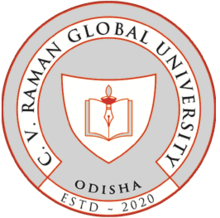 C. V. RAMAN GLOBAL UNIVERSITY
ODISHA
ESTD ~ 2020